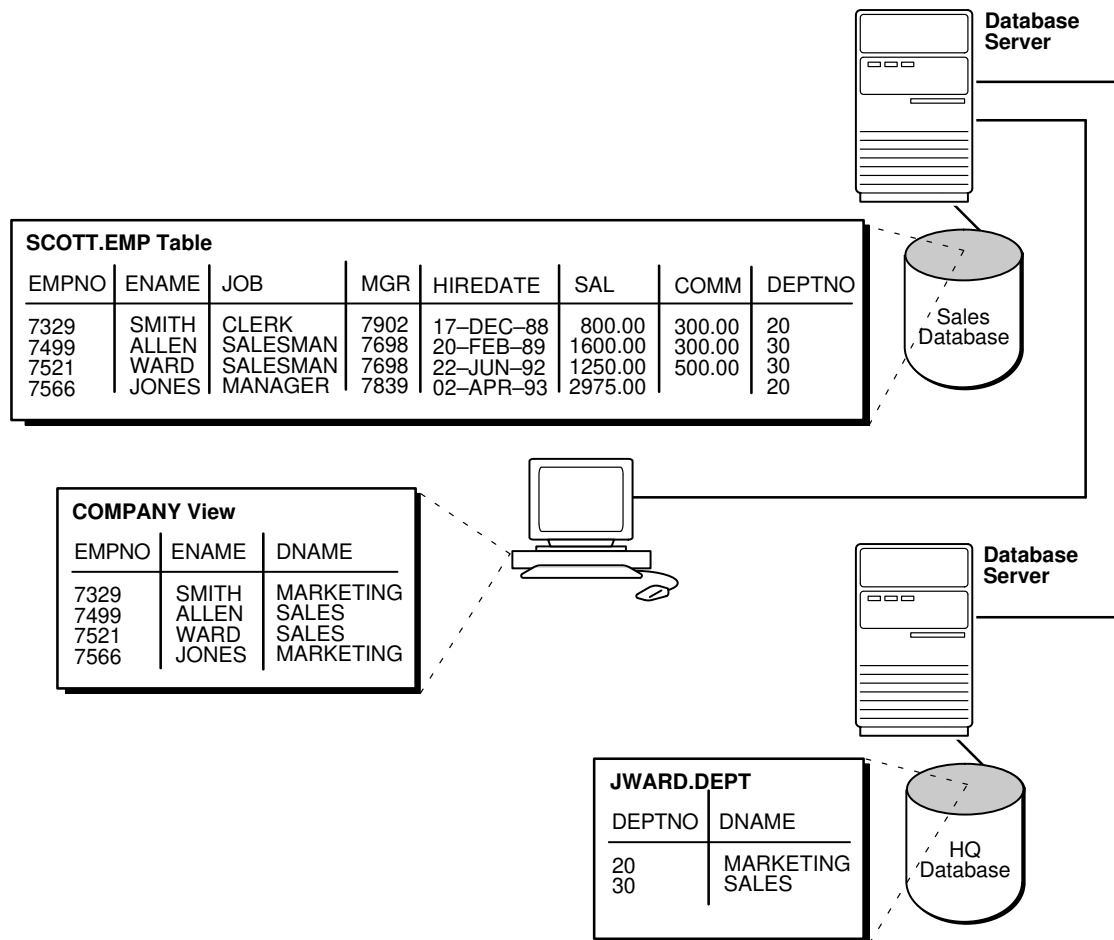 Database
Server
SCOTT.EMP Table
EMPNO ENAME JOB MGR HIREDATE SAL COMM DEPTNO
7329 SMITH CLERK 7902 17–DEC–88 800.00 300.00 20
7499 ALLEN SALESMAN 7698 20–FEB–89 1600.00 300.00 30
7521 WARD SALESMAN 7698 22–JUN–92 1250.00 500.00 30
7566 JONES MANAGER 7839 02–APR–93 2975.00 20
Sales
Database
COMPANY View
EMPNO ENAME DNAME
7329 SMITH MARKETING
7499 ALLEN SALES
7521 WARD SALES
7566 JONES MARKETING
Database
Server
JWARD.DEPT
DEPTNO DNAME
20 MARKETING
30 SALES
HQ
Database